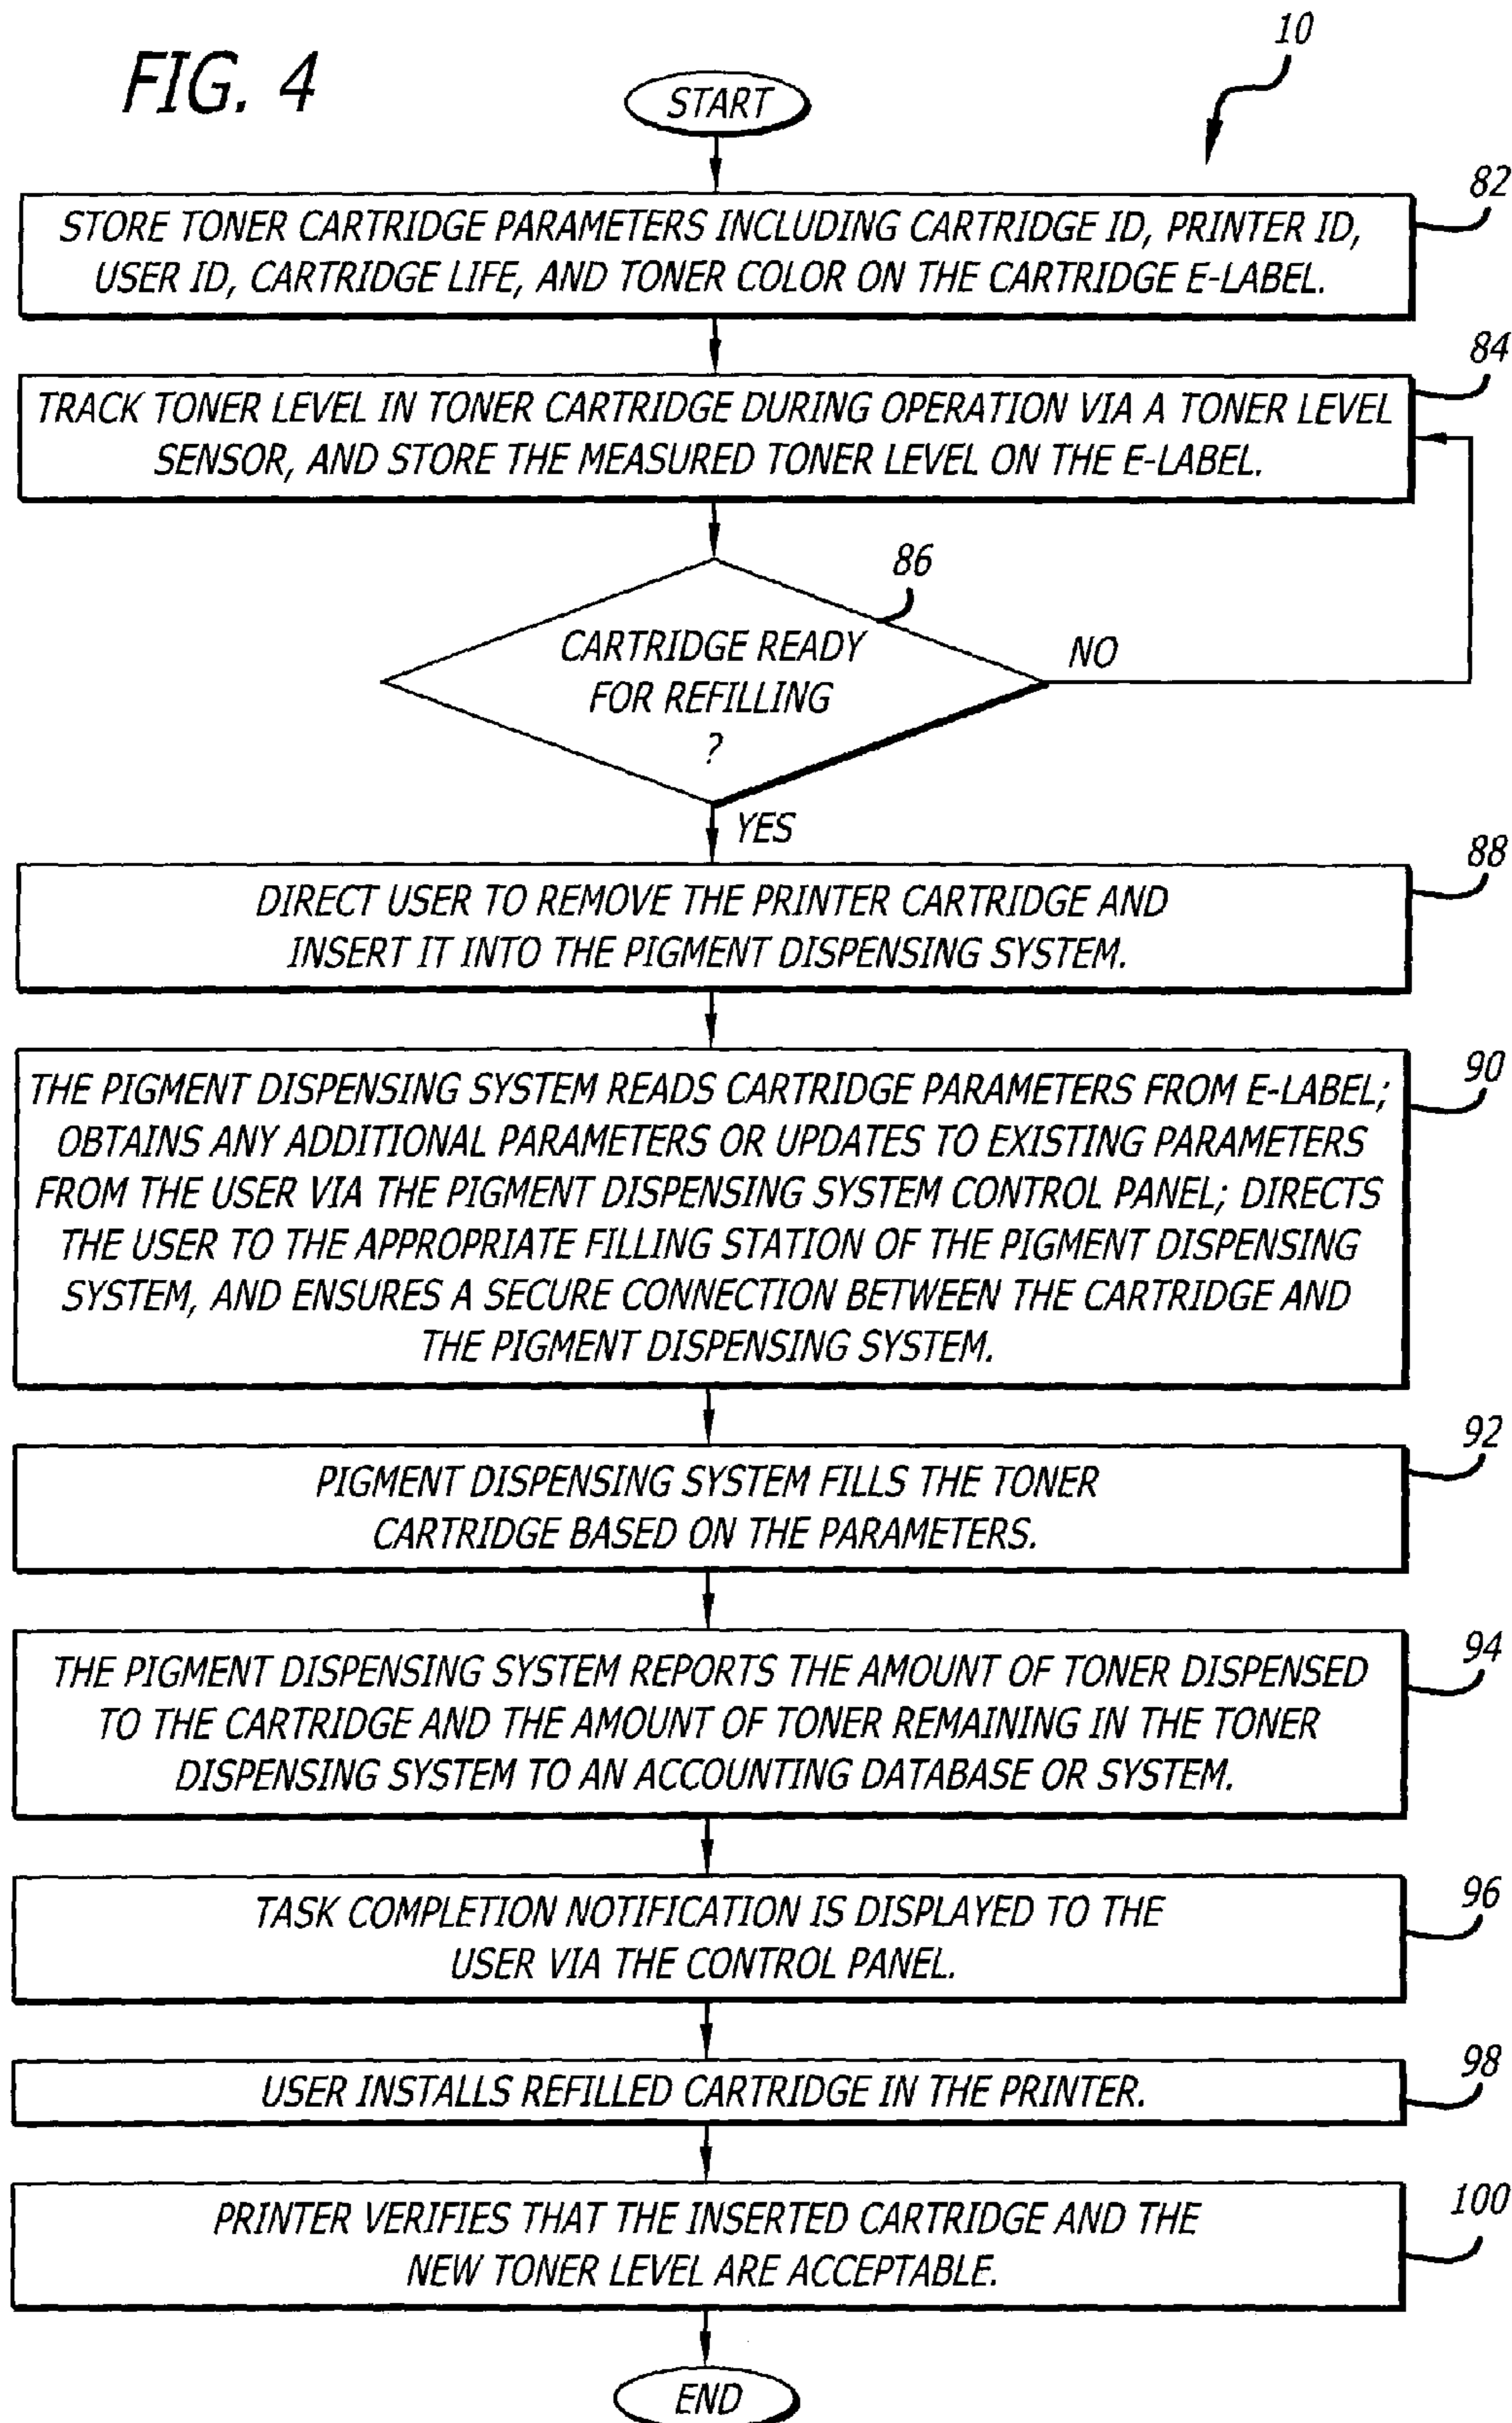 FIG. 4
10
START
82
STORE TONER CARTRIDGE PARAMETERS INCLUDING CARTRIDGE ID, PRINTER ID,
USER ID, CARTRIDGE LIFE, AND TONER COLOR ON THE CARTRIDGE E-LABEL.
84
TRACK TONER LEVEL IN TONER CARTRIDGE DURING OPERATION VIA A TONER LEVEL
SENSOR, AND STORE THE MEASURED TONER LEVEL ON THE E-LABEL.
86
CARTRIDGE READY
FOR REFILLING
?
NO
YES
88
DIRECT USER TO REMOVE THE PRINTER CARTRIDGE AND
INSERT IT INTO THE PIGMENT DISPENSING SYSTEM.
90
THE PIGMENT DISPENSING SYSTEM READS CARTRIDGE PARAMETERS FROM E-LABEL;
OBTAINS ANY ADDITIONAL PARAMETERS OR UPDATES TO EXISTING PARAMETERS
FROM THE USER VIA THE PIGMENT DISPENSING SYSTEM CONTROL PANEL; DIRECTS
THE USER TO THE APPROPRIATE FILLING STATION OF THE PIGMENT DISPENSING
SYSTEM, AND ENSURES A SECURE CONNECTION BETWEEN THE CARTRIDGE AND
THE PIGMENT DISPENSING SYSTEM.
92
PIGMENT DISPENSING SYSTEM FILLS THE TONER
CARTRIDGE BASED ON THE PARAMETERS.
94
THE PIGMENT DISPENSING SYSTEM REPORTS THE AMOUNT OF TONER DISPENSED
TO THE CARTRIDGE AND THE AMOUNT OF TONER REMAINING IN THE TONER
DISPENSING SYSTEM TO AN ACCOUNTING DATABASE OR SYSTEM.
96
TASK COMPLETION NOTIFICATION IS DISPLAYED TO THE
USER VIA THE CONTROL PANEL.
98
USER INSTALLS REFILLED CARTRIDGE IN THE PRINTER.
100
PRINTER VERIFIES THAT THE INSERTED CARTRIDGE AND THE
NEW TONER LEVEL ARE ACCEPTABLE.
END